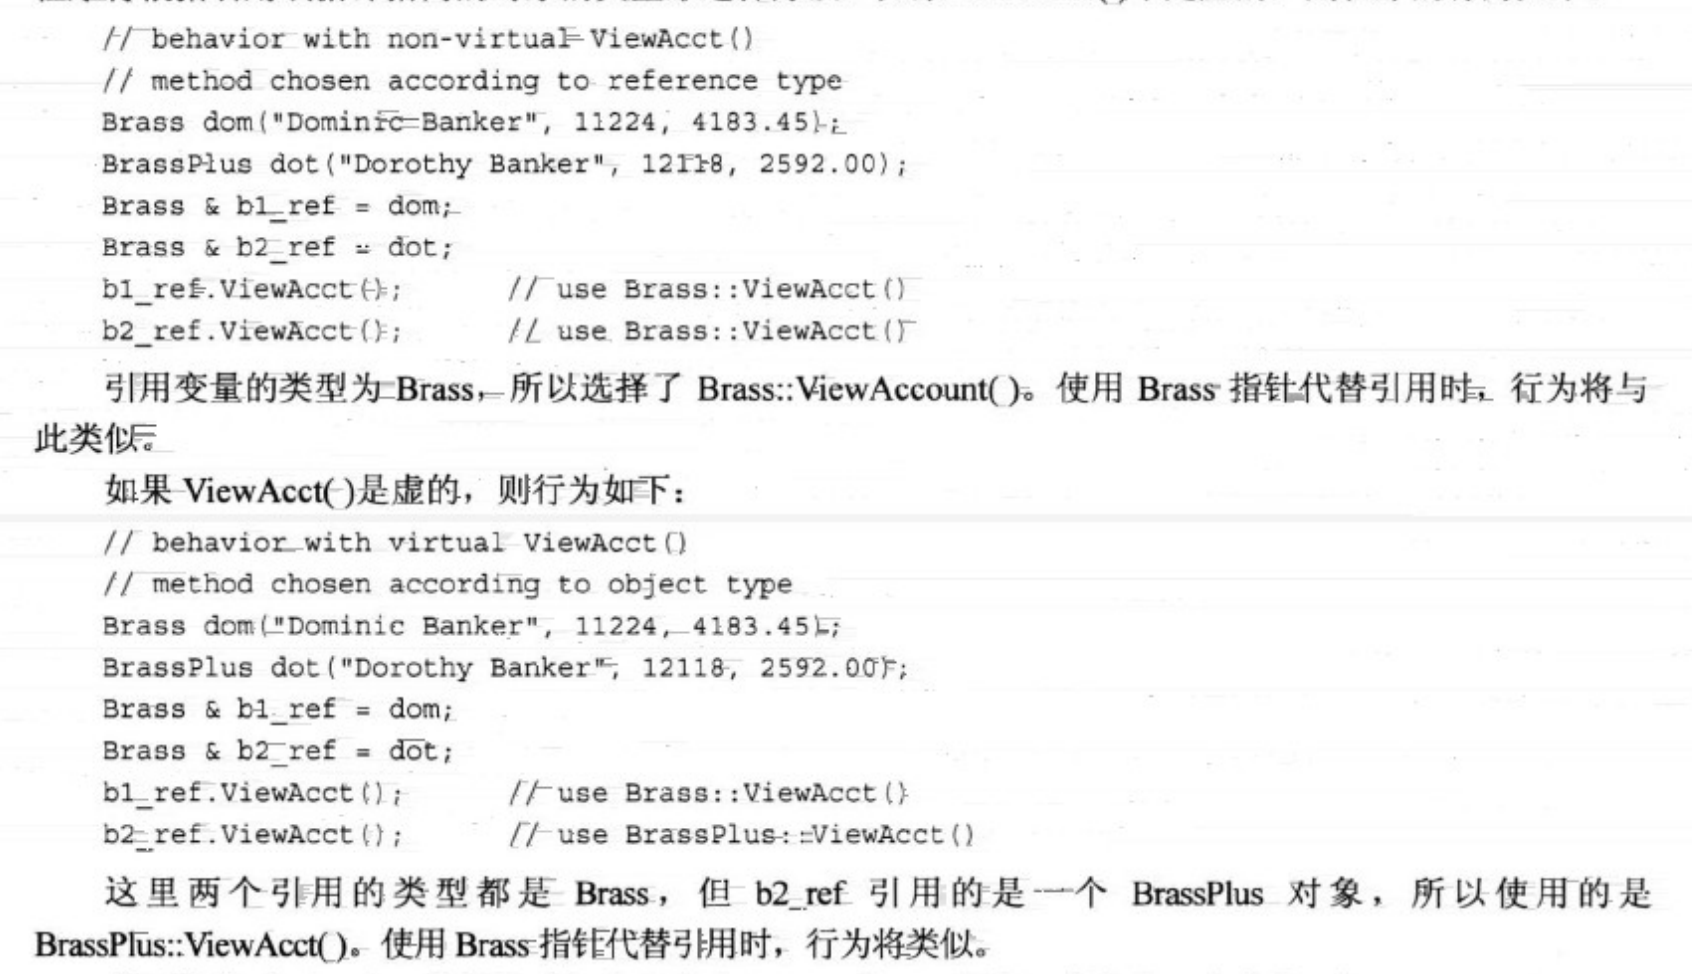 // behavior with non-virtual ViewAcct()
// method chosen according to reference type
Brass dom("Dominic Banker", 11224, 4183.45);
BrassPlus dot("Dorothy Banker", 12118, 2592.00);
Brass & b1_ref = dom;
Brass & b2_ref = dot;
b1_ref.ViewAcct(); // use Brass::ViewAcct()
b2_ref.ViewAcct(); // use Brass::ViewAcct()
引用变量的类型为 Brass，所以选择了 Brass::ViewAccount()。使用 Brass 指针代替引用时，行为将与
此类似。
如果 ViewAcct()是虚的，则行为如下：
// behavior with virtual ViewAcct()
// method chosen according to object type
Brass dom("Dominic Banker", 11224, 4183.45);
BrassPlus dot("Dorothy Banker", 12118, 2592.00);
Brass & b1_ref = dom;
Brass & b2_ref = dot;
b1_ref.ViewAcct(); // use Brass::ViewAcct()
b2_ref.ViewAcct(); // use BrassPlus::ViewAcct()
这里两个引用的类型都是 Brass，但 b2_ref 引用的是一个 BrassPlus 对象，所以使用的是
BrassPlus::ViewAcct()。使用 Brass 指针代替引用时，行为将类似。